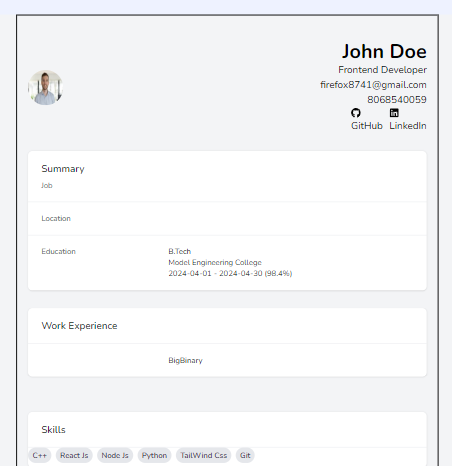 John Doe
Frontend Developer
firefox8741@gmail.com
8068540059
GitHub LinkedIn
Summary
Job
Location
Education B.Tech
Model Engineering College
2024-04-01 - 2024-04-30 (98.4%)
Work Experience
BigBinary
Skills
C++ React Js Node Js Python TailWind Css Git